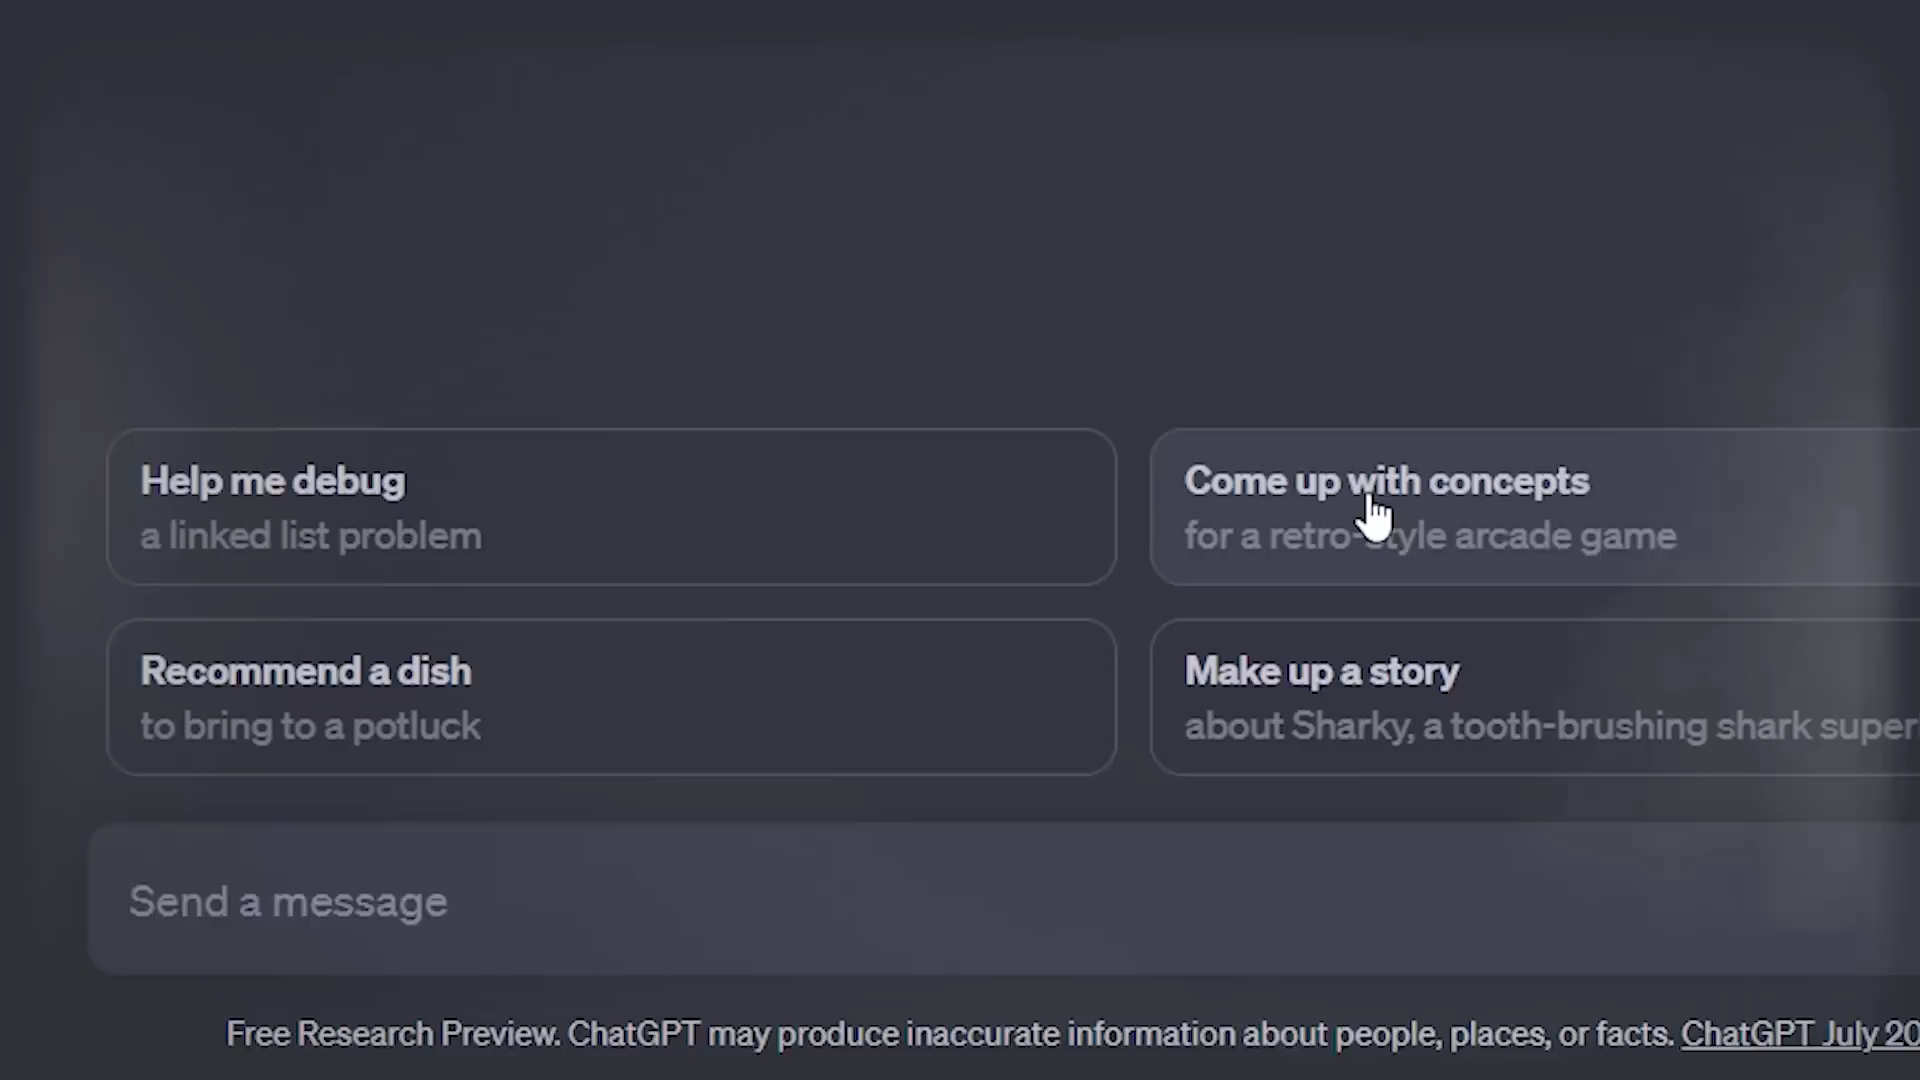 Help me debug
a linked list problem
Come up with concepts
for a retro-style arcade game
Recommend a dish
to bring to a potluck
Make up a story
about Sharky, a tooth-brushing shark super
Send a message
Free Research Preview. ChatGPT may produce inaccurate information about people, places, or facts. ChatGPT July 20